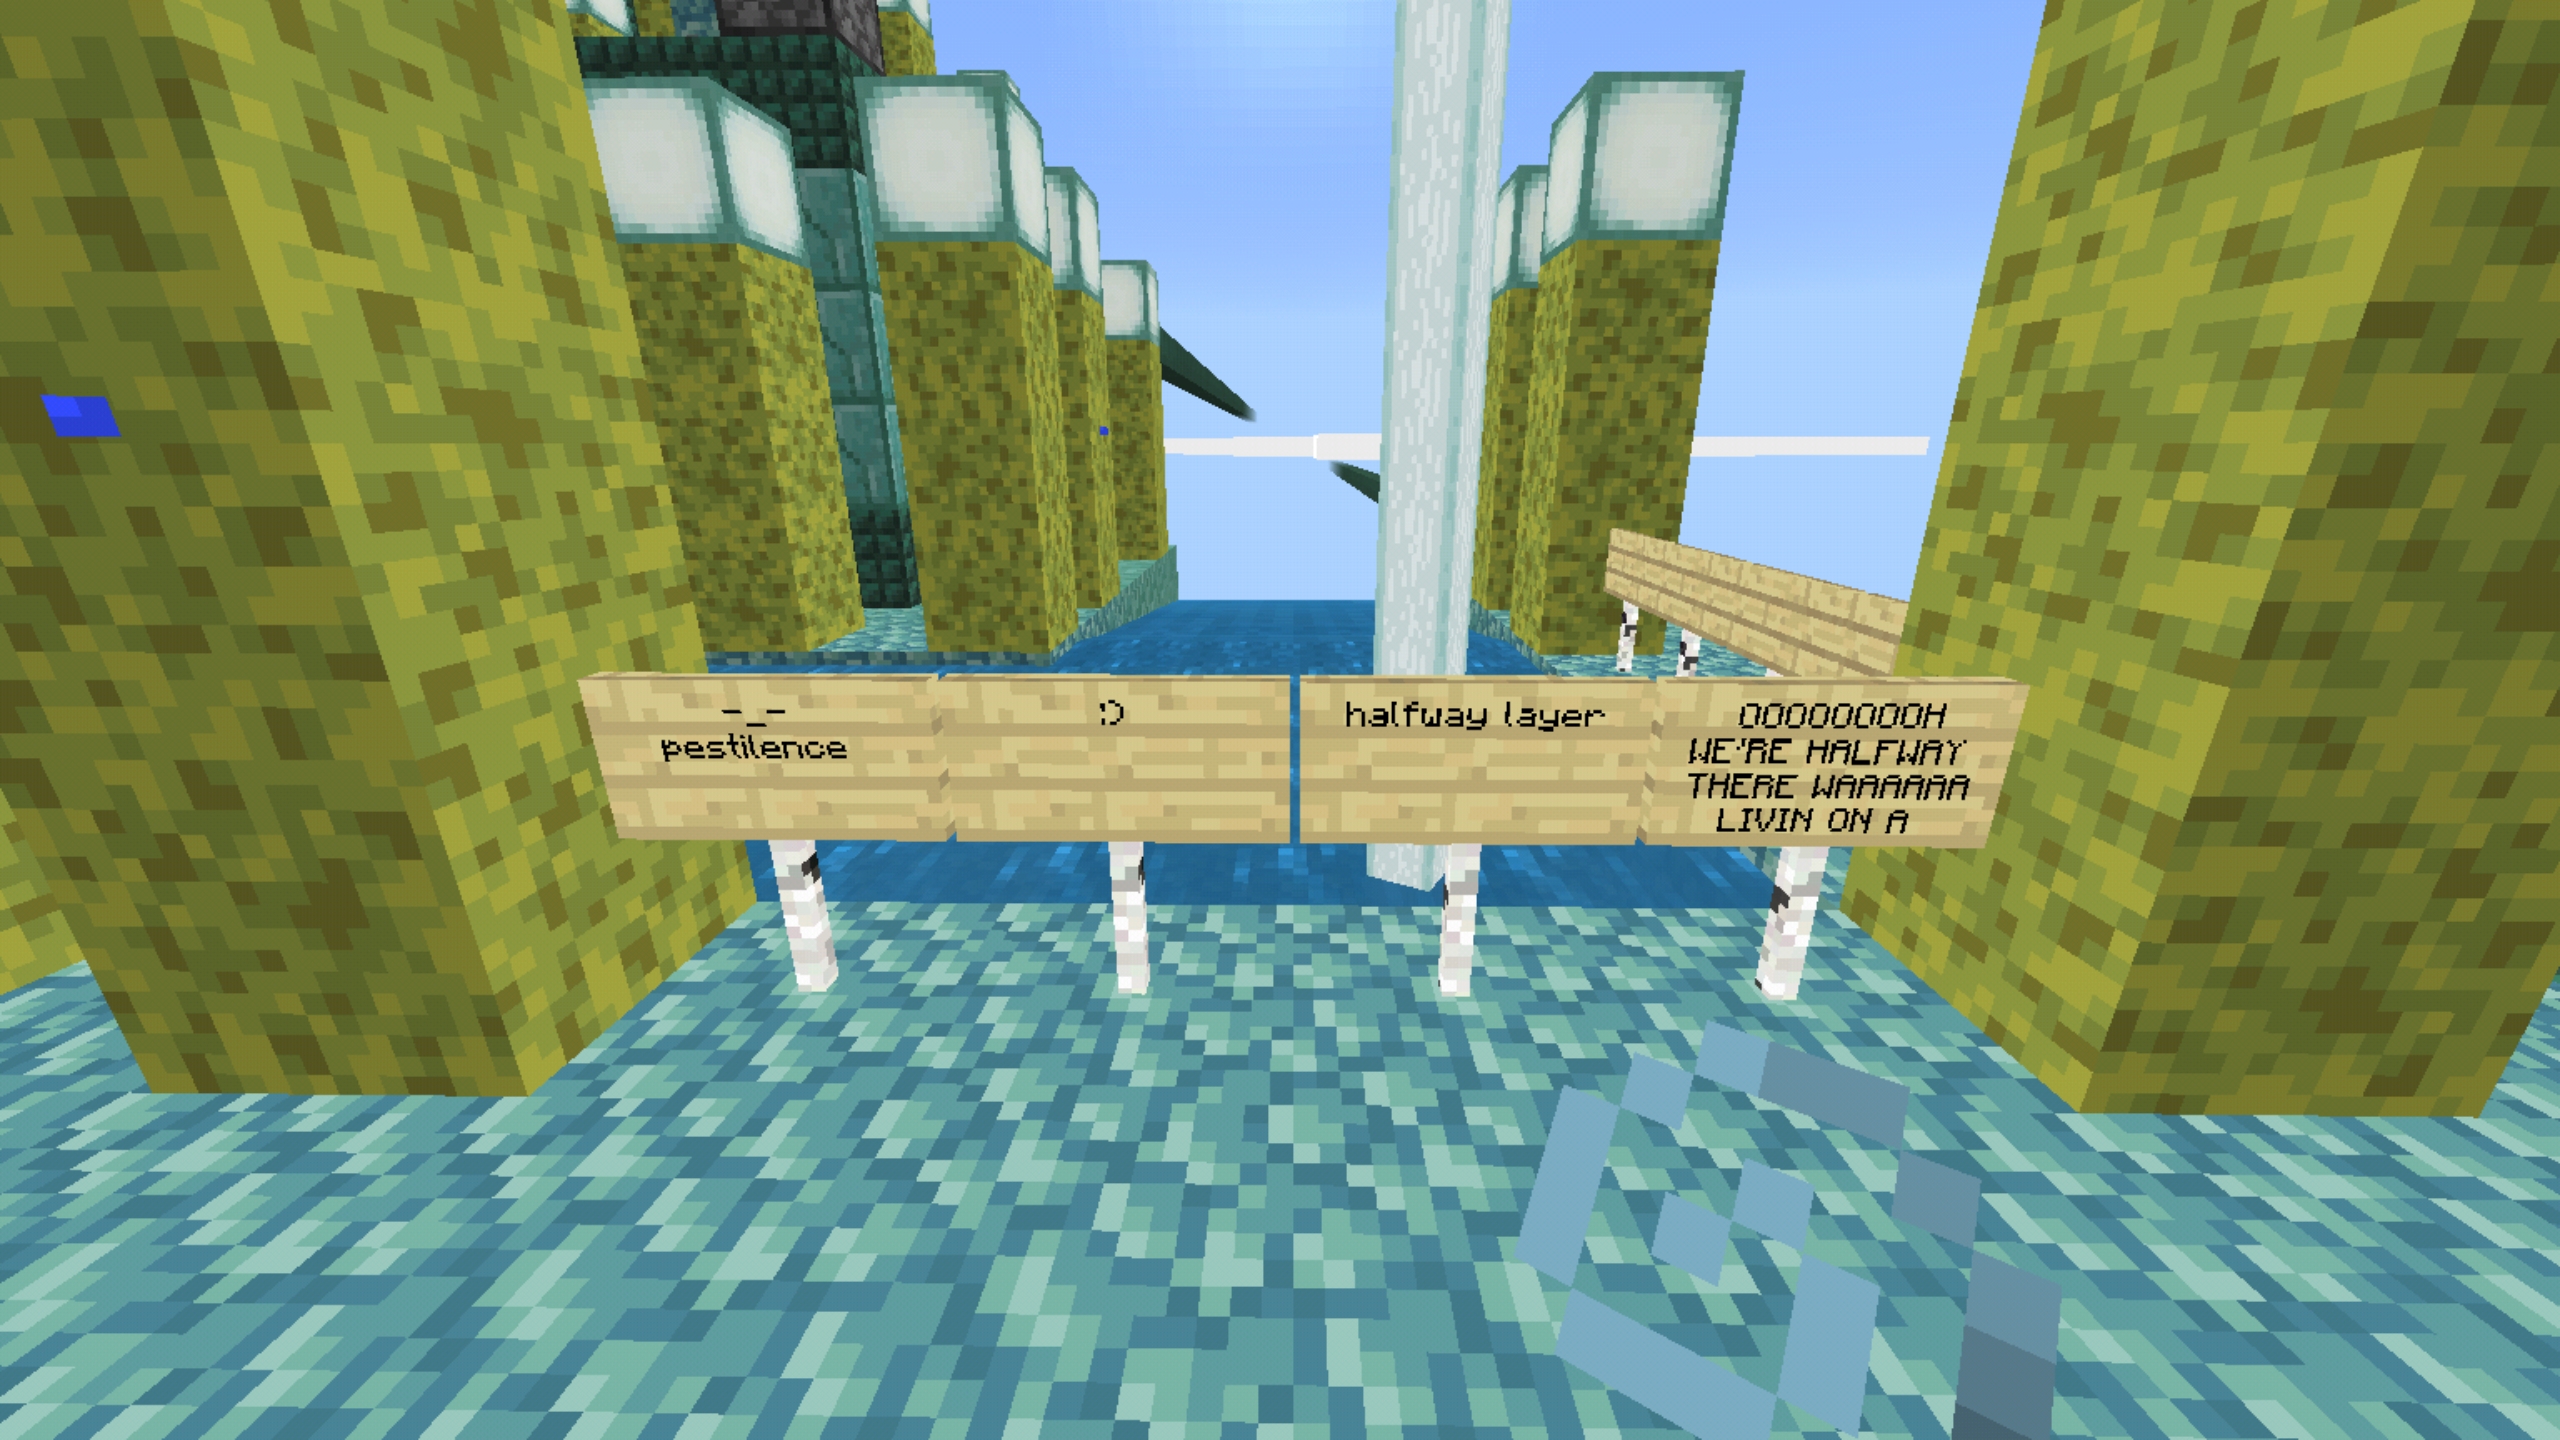 -_-
pestilence
:D
halfway layer
OOOOOOOOH
WE'RE HALFWAY
THERE WAAAAAA
LIVIN ON A